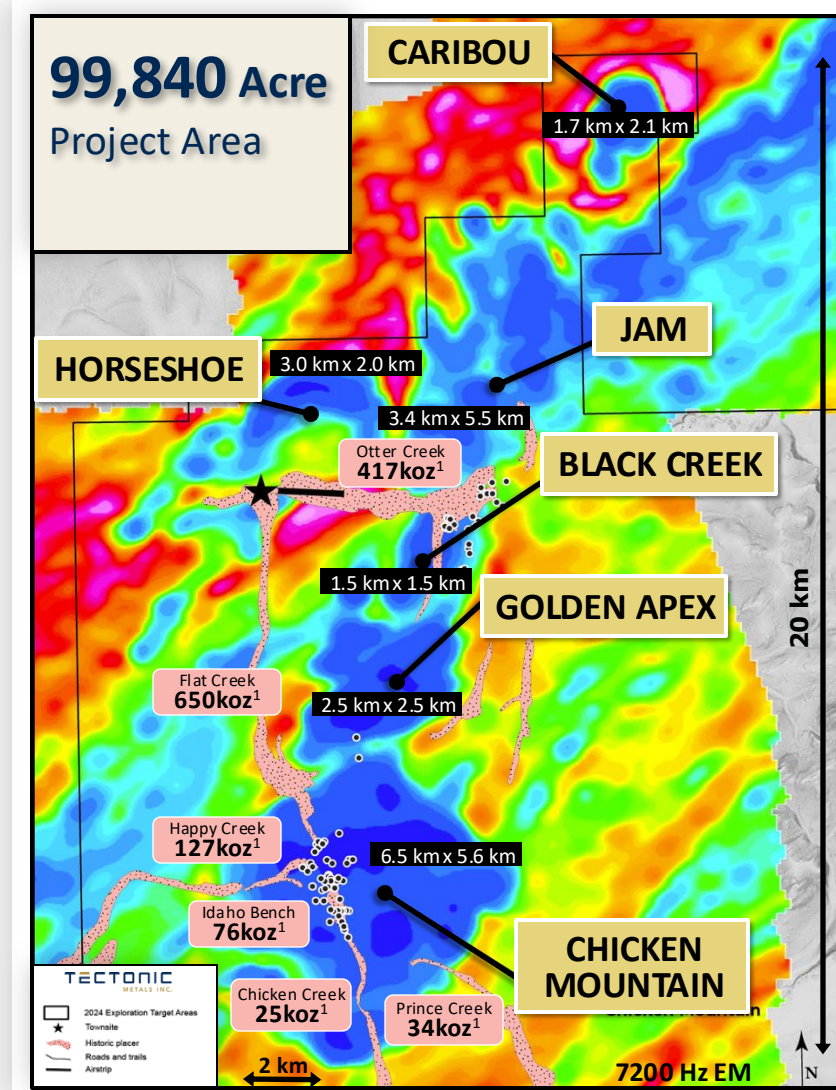 99,840 Acre
Project Area
CARIBOU
1.7 km x 2.1 km
JAM
HORSESHOE
3.0 km x 2.0 km
3.4 km x 5.5 km
Otter Creek
417koz1
BLACK CREEK
1.5 km x 1.5 km
GOLDEN APEX
20 km
Flat Creek
650koz1
2.5 km x 2.5 km
Happy Creek
127koz1
6.5 km x 5.6 km
Idaho Bench
76koz1
CHICKEN
MOUNTAIN
Chicken Mountain
TECTONIC
METALS INC.
2024 Exploration Target Areas
Townsite
Historic placer
Roads and trails
Airstrip
Chicken Creek
25koz1
Prince Creek
34koz1
2 km
7200 Hz EM
N